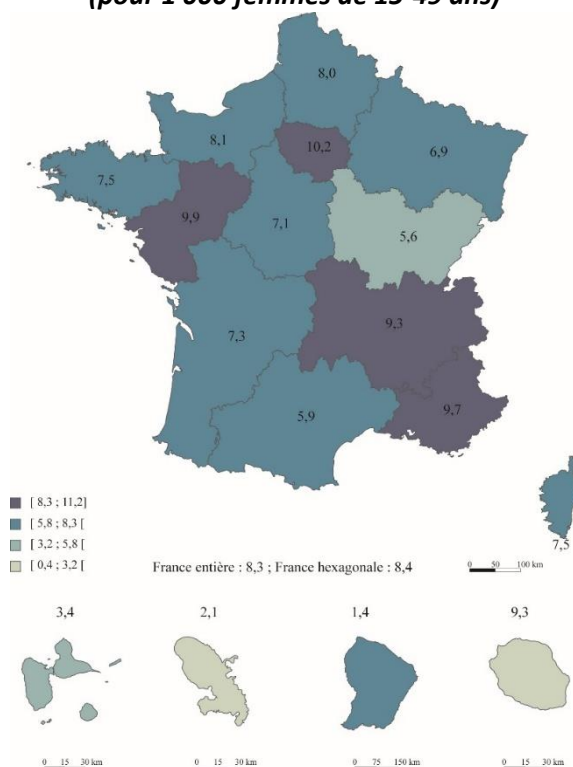 (pour 1 000 femmes de 15-49 ans)
8,0
8,1
10,2
6,9
7,5
9,9
7,1
5,6
7,3
9,3
5,9
9,7
[ 8,3 ; 11,2]
[ 5,8 ; 8,3 [
[ 3,2 ; 5,8 [
[ 0,4 ; 3,2 [
7,5
France entière : 8,3 ; France hexagonale : 8,4
0 50 100 km
3,4 2,1 1,4 9,3
0 15 30 km 0 15 30 km 0 75 150 km 0 15 30 km